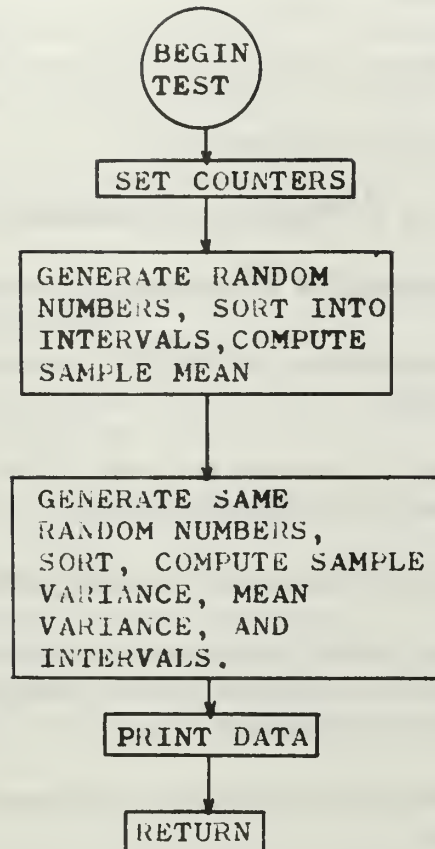 BEGIN
TEST
SET COUNTERS
GENERATE RANDOM
NUMBERS, SORT INTO
INTERVALS,COMPUTE
SAMPLE MEAN
GENERATE SAME
RANDOM NUMBERS,
SORT, COMPUTE SAMPLE
VARIANCE, MEAN
VARIANCE, AND
INTERVALS.
PRINT DATA
RETURN